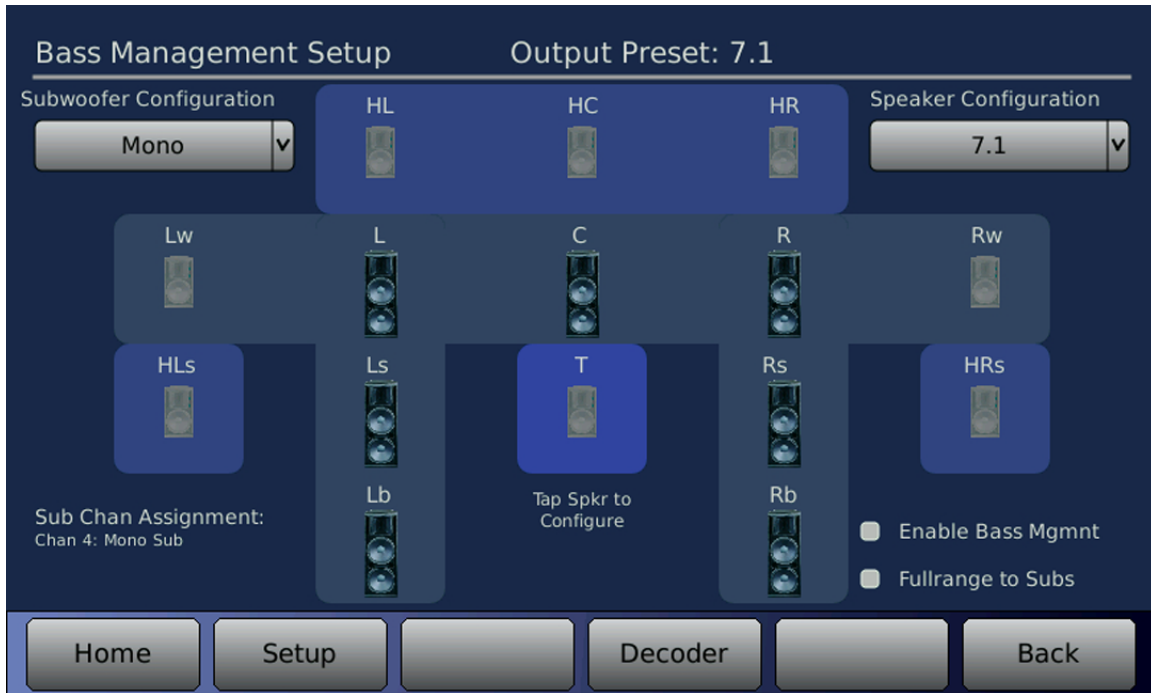 Bass Management Setup Output Preset: 7.1
Subwoofer Configuration
Mono
HL HC HR
Speaker Configuration
7.1
Lw L C R Rw
HLs Ls T Rs HRs
Lb Rb
Tap Spkr to
Configure
Sub Chan Assignment:
Chan 4: Mono Sub
Enable Bass Mgmnt
Fullrange to Subs
Home Setup Decoder Back